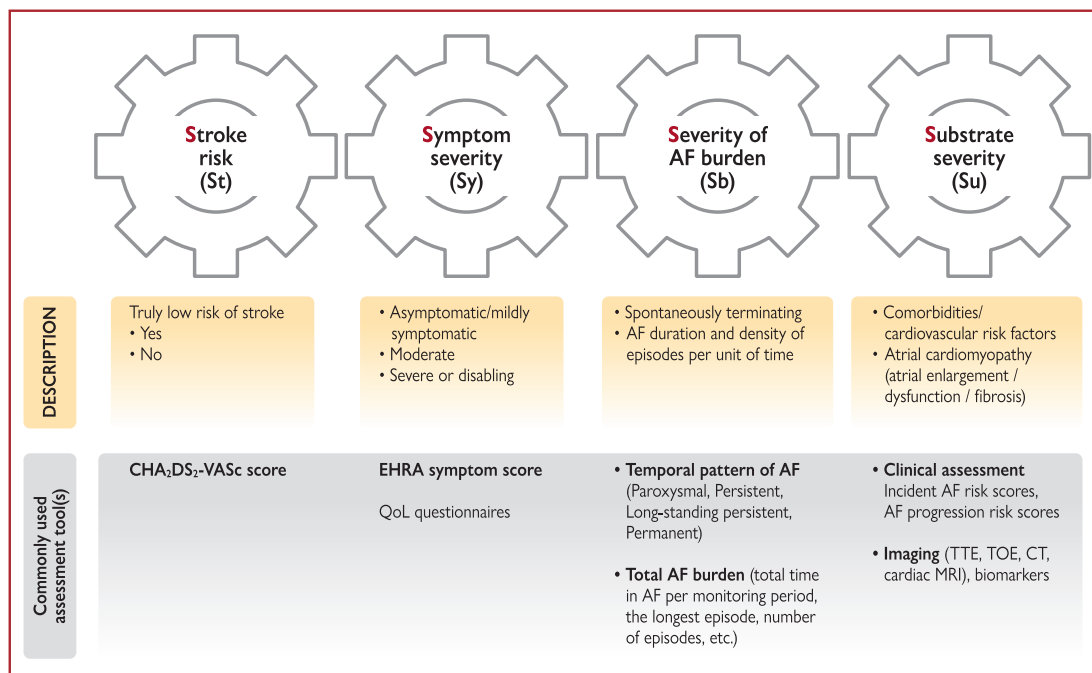 Stroke
risk
(St)
Symptom
severity
(Sy)
Severity of
AF burden
(Sb)
Substrate
severity
(Su)
DESCRIPTION
Truly low risk of stroke
• Yes
• No
• Asymptomatic/mildly
symptomatic
• Moderate
• Severe or disabling
• Spontaneously terminating
• AF duration and density of
episodes per unit of time
• Comorbidities/
cardiovascular risk factors
• Atrial cardiomyopathy
(atrial enlargement /
dysfunction / fibrosis)
Commonly used
assessment tool(s)
CHA₂DS₂-VASc score
EHRA symptom score
QoL questionnaires
• Temporal pattern of AF
(Paroxysmal, Persistent,
Long-standing persistent,
Permanent)
• Total AF burden (total time
in AF per monitoring period,
the longest episode, number
of episodes, etc.)
• Clinical assessment
Incident AF risk scores,
AF progression risk scores
• Imaging (TTE, TOE, CT,
cardiac MRI), biomarkers